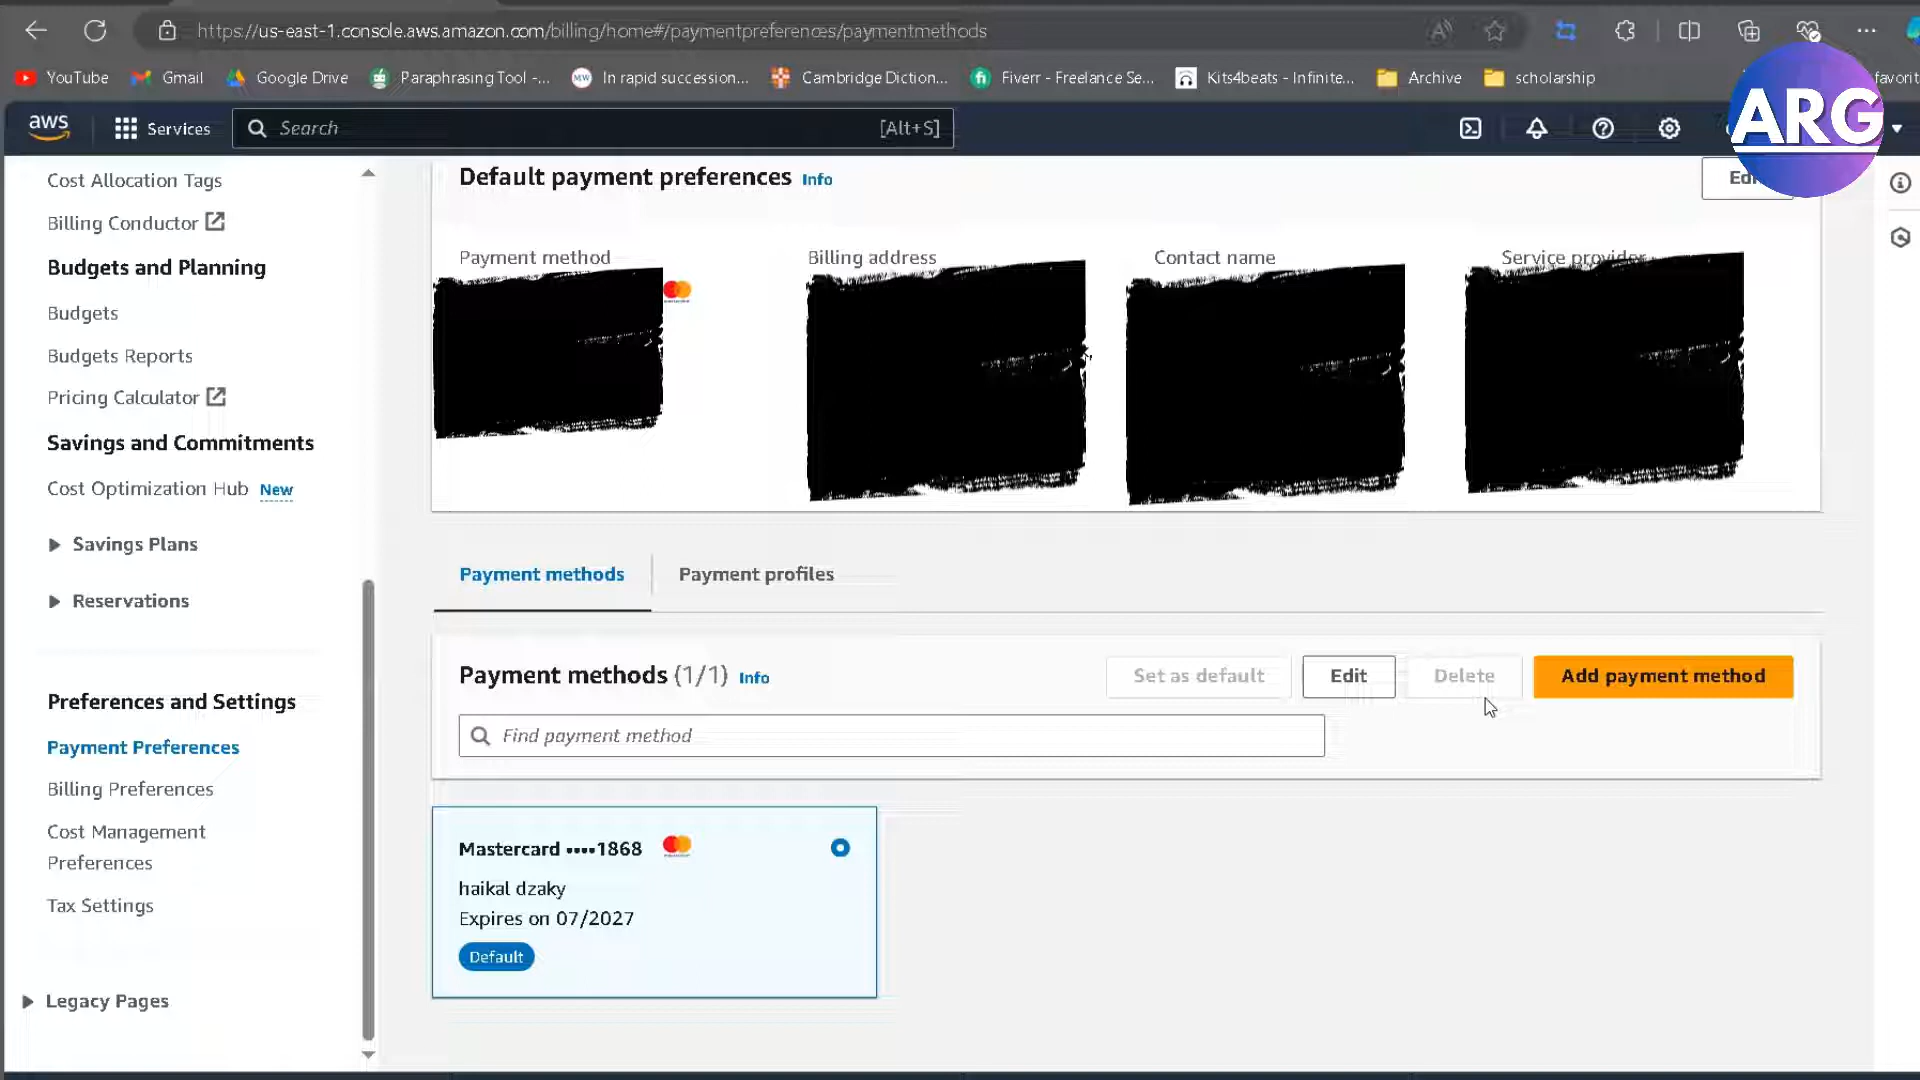 https://us-east-1.console.aws.amazon.com/billing/home#/paymentpreferences/paymentmethods
YouTube
Gmail
Google Drive
Paraphrasing Tool -...
In rapid succession...
Cambridge Diction...
Fiverr - Freelance Se...
Kits4beats - Infinite...
Archive
scholarship
favorit
aws
Services
Search
[Alt+S]
ARG
Cost Allocation Tags
Billing Conductor
Budgets and Planning
Budgets
Budgets Reports
Pricing Calculator
Savings and Commitments
Cost Optimization Hub New
Savings Plans
Reservations
Preferences and Settings
Payment Preferences
Billing Preferences
Cost Management
Preferences
Tax Settings
Legacy Pages
Default payment preferences Info
Payment method
Billing address
Contact name
Service provider
Payment methods
Payment profiles
Payment methods (1/1) Info
Set as default
Edit
Delete
Add payment method
Find payment method
Mastercard ••••1868
haikal dzaky
Expires on 07/2027
Default